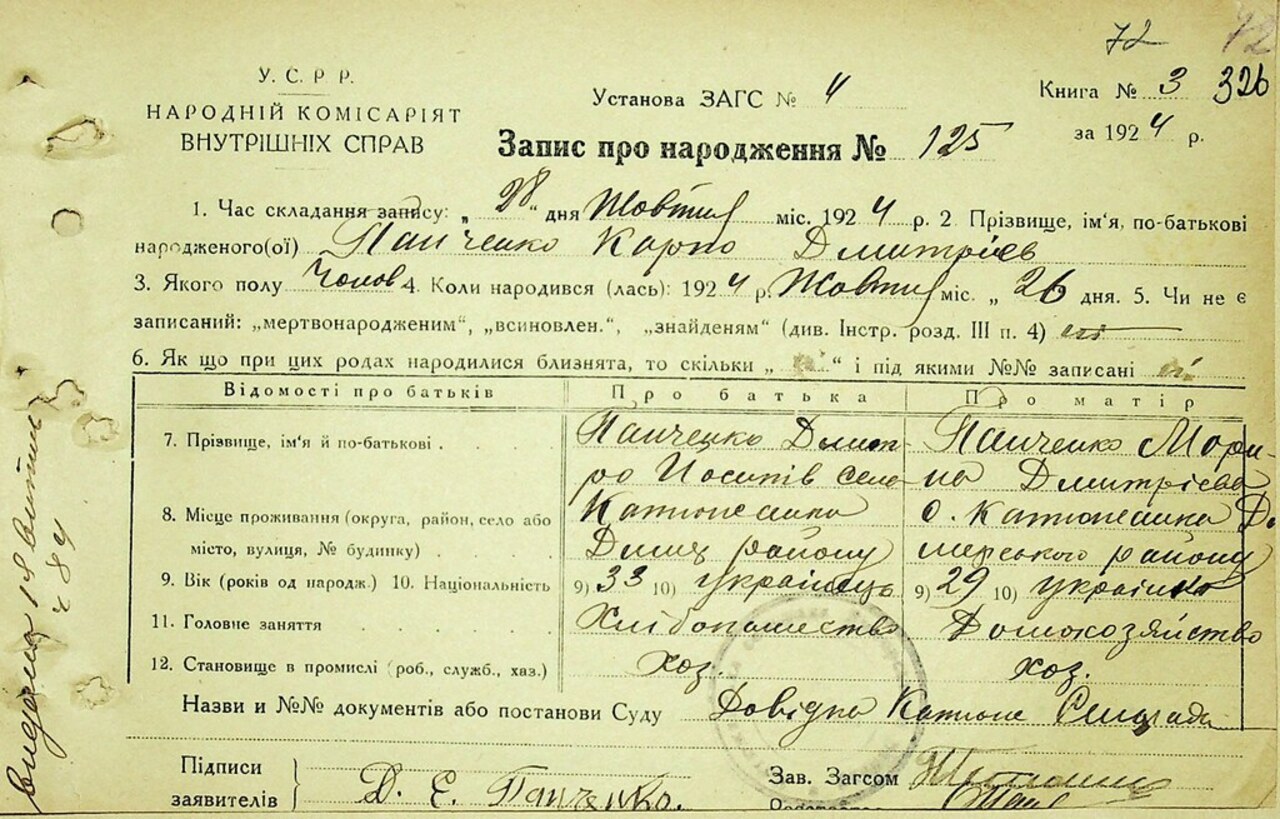 72 72
У. С. Р Р.
НАРОДНІЙ КОМІСАРІЯТ
ВНУТРІШНІХ СПРАВ
Установа ЗАГС № 4
Книга № 3 326
за 1924 р.
Запис про народження № 125
1. Час складання запису: „ 28 " дня Жовтня міс. 1924 р. 2. Прізвище, ім'я, по-батькові
народженого(ої) Панченко Карпо Дмитрієв
3. Якого полу Чолов 4. Коли народився (лась): 1924 р. Жовтня міс. „ 26 дня. 5. Чи не є
записаний: „мертвонародженим", „всиновлен.", „знайденям" (див. Інстр. розд. III п. 4) ні
6. Як що при цих родах народилися близнята, то скільки „ " і під якими №№ записані ні
Відомості про батьків Про батька Про матір
7. Прізвище, ім'я й по-батькові . Панченко Дмит- Панченко Мори-
ро Иосипів село на Дмитрієва
8. Місце проживання (округа, район, село або Катюжанка с. Катюжанка Ди
місто, вулиця, № будинку) . Димер району мерського району
9. Вік (років од народж.) 10. Національність 9) 33 10) українець 9) 29 10) українка
11. Головне заняття Хлібопашество Домохозяйство
12. Становище в промислі (роб., служб., хаз.) хоз. хоз.
Назви и №№ документів або постанови Суду Довідка Катюж Сільрада
Підписи
заявителів Д. Є. Панченко.
Зав. Загсом
видано